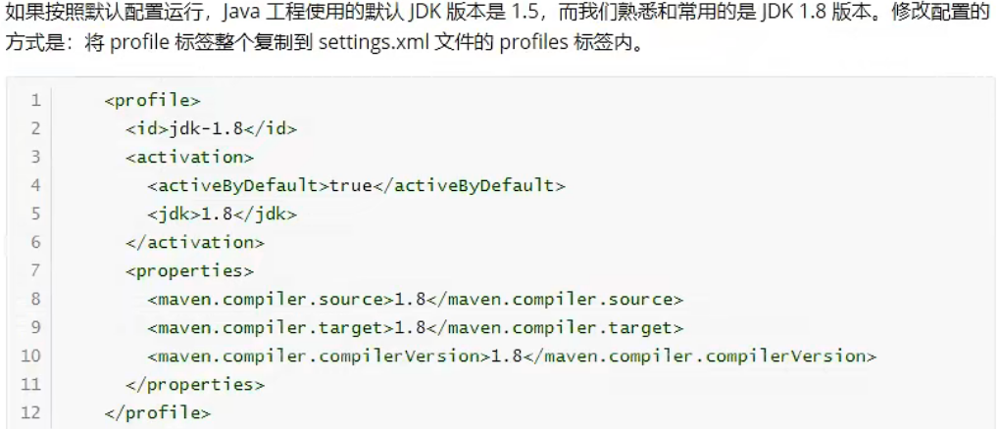 如果按照默认配置运行，Java 工程使用的默认 JDK 版本是 1.5，而我们熟悉和常用的是 JDK 1.8 版本。修改配置的
方式是：将 profile 标签整个复制到 settings.xml 文件的 profiles 标签内。
1 <profile>
2 <id>jdk-1.8</id>
3 <activation>
4 <activeByDefault>true</activeByDefault>
5 <jdk>1.8</jdk>
6 </activation>
7 <properties>
8 <maven.compiler.source>1.8</maven.compiler.source>
9 <maven.compiler.target>1.8</maven.compiler.target>
10 <maven.compiler.compilerVersion>1.8</maven.compiler.compilerVersion>
11 </properties>
12 </profile>